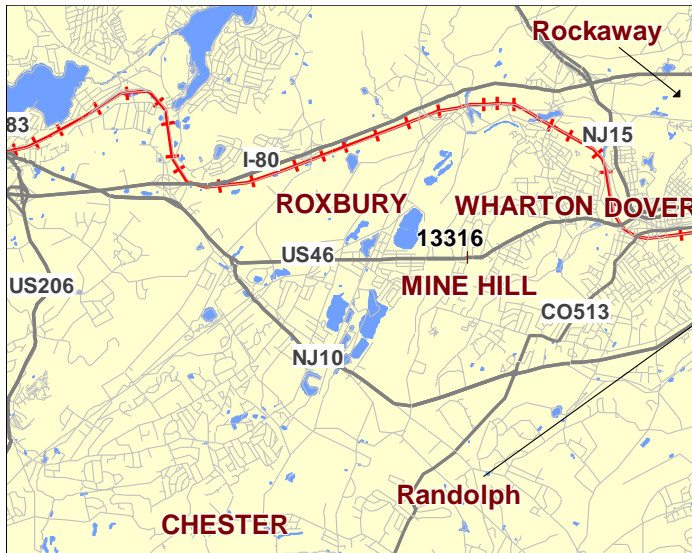 Rockaway
83
NJ15
I-80
ROXBURY
WHARTON
DOVER
13316
US46
US206
MINE HILL
CO513
NJ10
Randolph
CHESTER